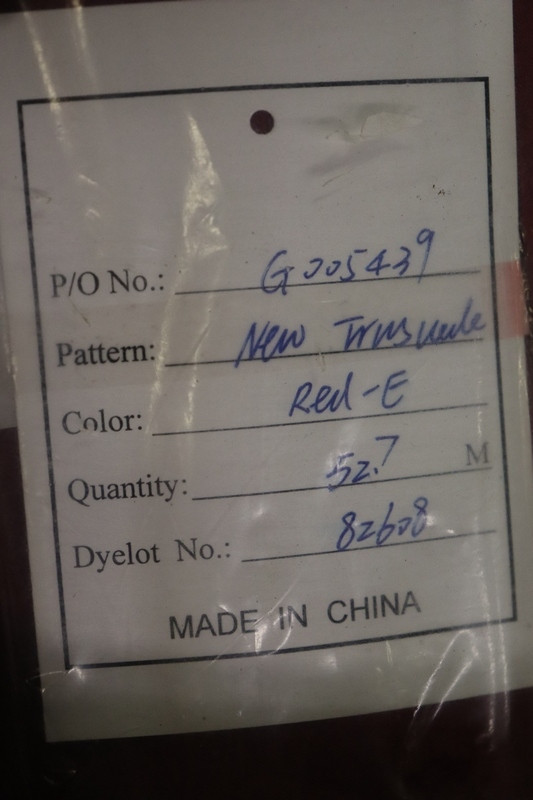 P/O No.: G005439
Pattern: New
Color: Red-E
Quantity: 52.7 M
Dyelot No.: 82608
MADE IN CHINA